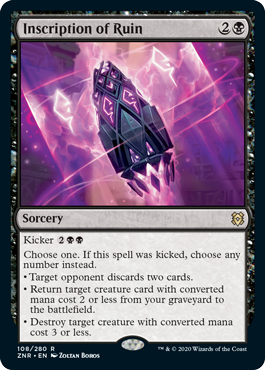 Inscription of Ruin 2
Sorcery
Kicker 2
Choose one. If this spell was kicked, choose any
number instead.
• Target opponent discards two cards.
• Return target creature card with converted
mana cost 2 or less from your graveyard to
the battlefield.
• Destroy target creature with converted mana
cost 3 or less.
108/280 R
ZNR • EN Zoltan Boros
™ & © 2020 Wizards of the Coast